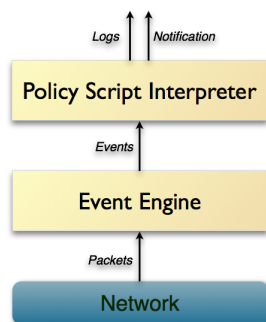 Logs Notification
Policy Script Interpreter
Events
Event Engine
Packets
Network